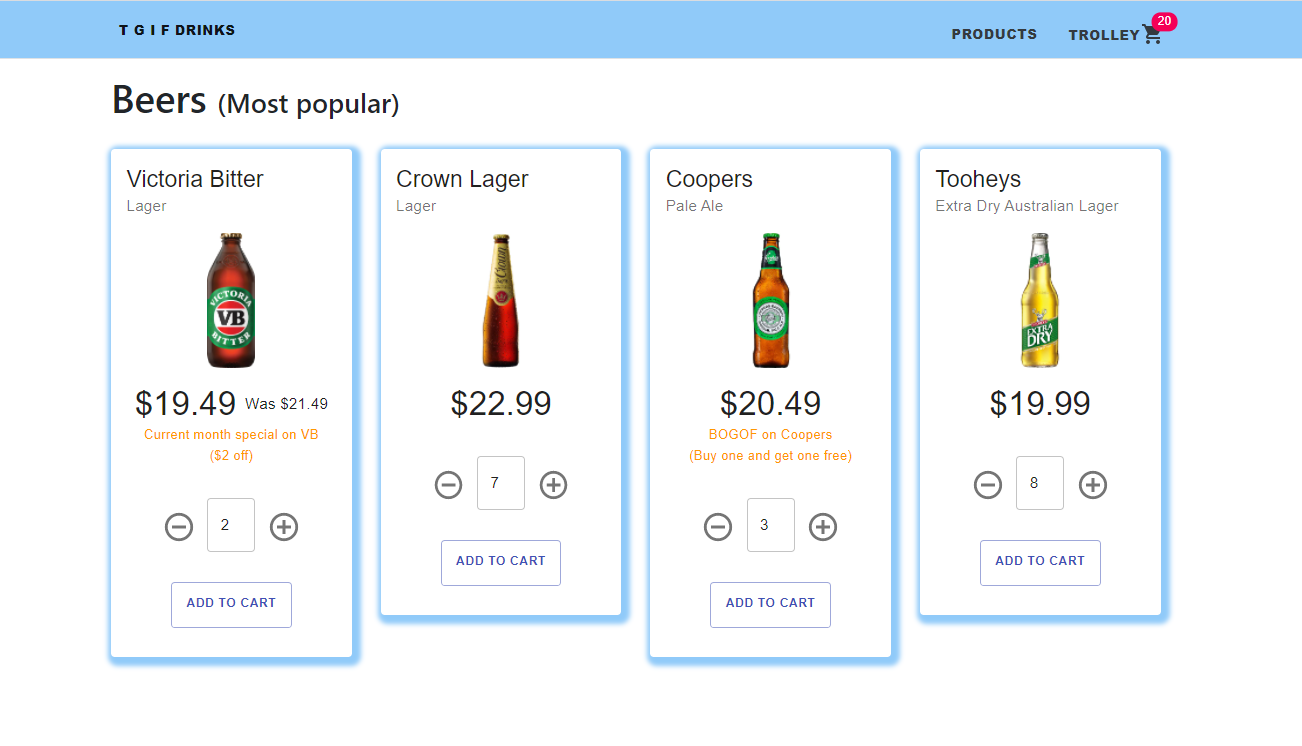 T G I F DRINKS
PRODUCTS
TROLLEY
20
Beers (Most popular)
Victoria Bitter
Lager
VICTORIA
VB
BITTER
$19.49 Was $21.49
Current month special on VB
($2 off)
2
ADD TO CART
Crown Lager
Lager
Crown
$22.99
7
ADD TO CART
Coopers
Pale Ale
$20.49
BOGOF on Coopers
(Buy one and get one free)
3
ADD TO CART
Tooheys
Extra Dry Australian Lager
EXTRA
DRY
$19.99
8
ADD TO CART